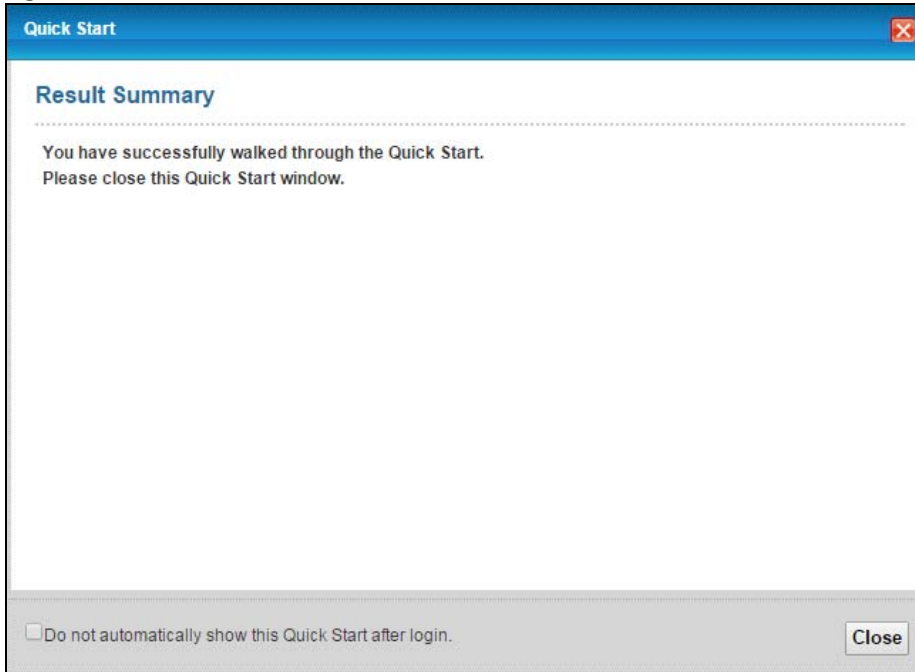 Quick Start
Result Summary
You have successfully walked through the Quick Start.
Please close this Quick Start window.
Do not automatically show this Quick Start after login.
Close